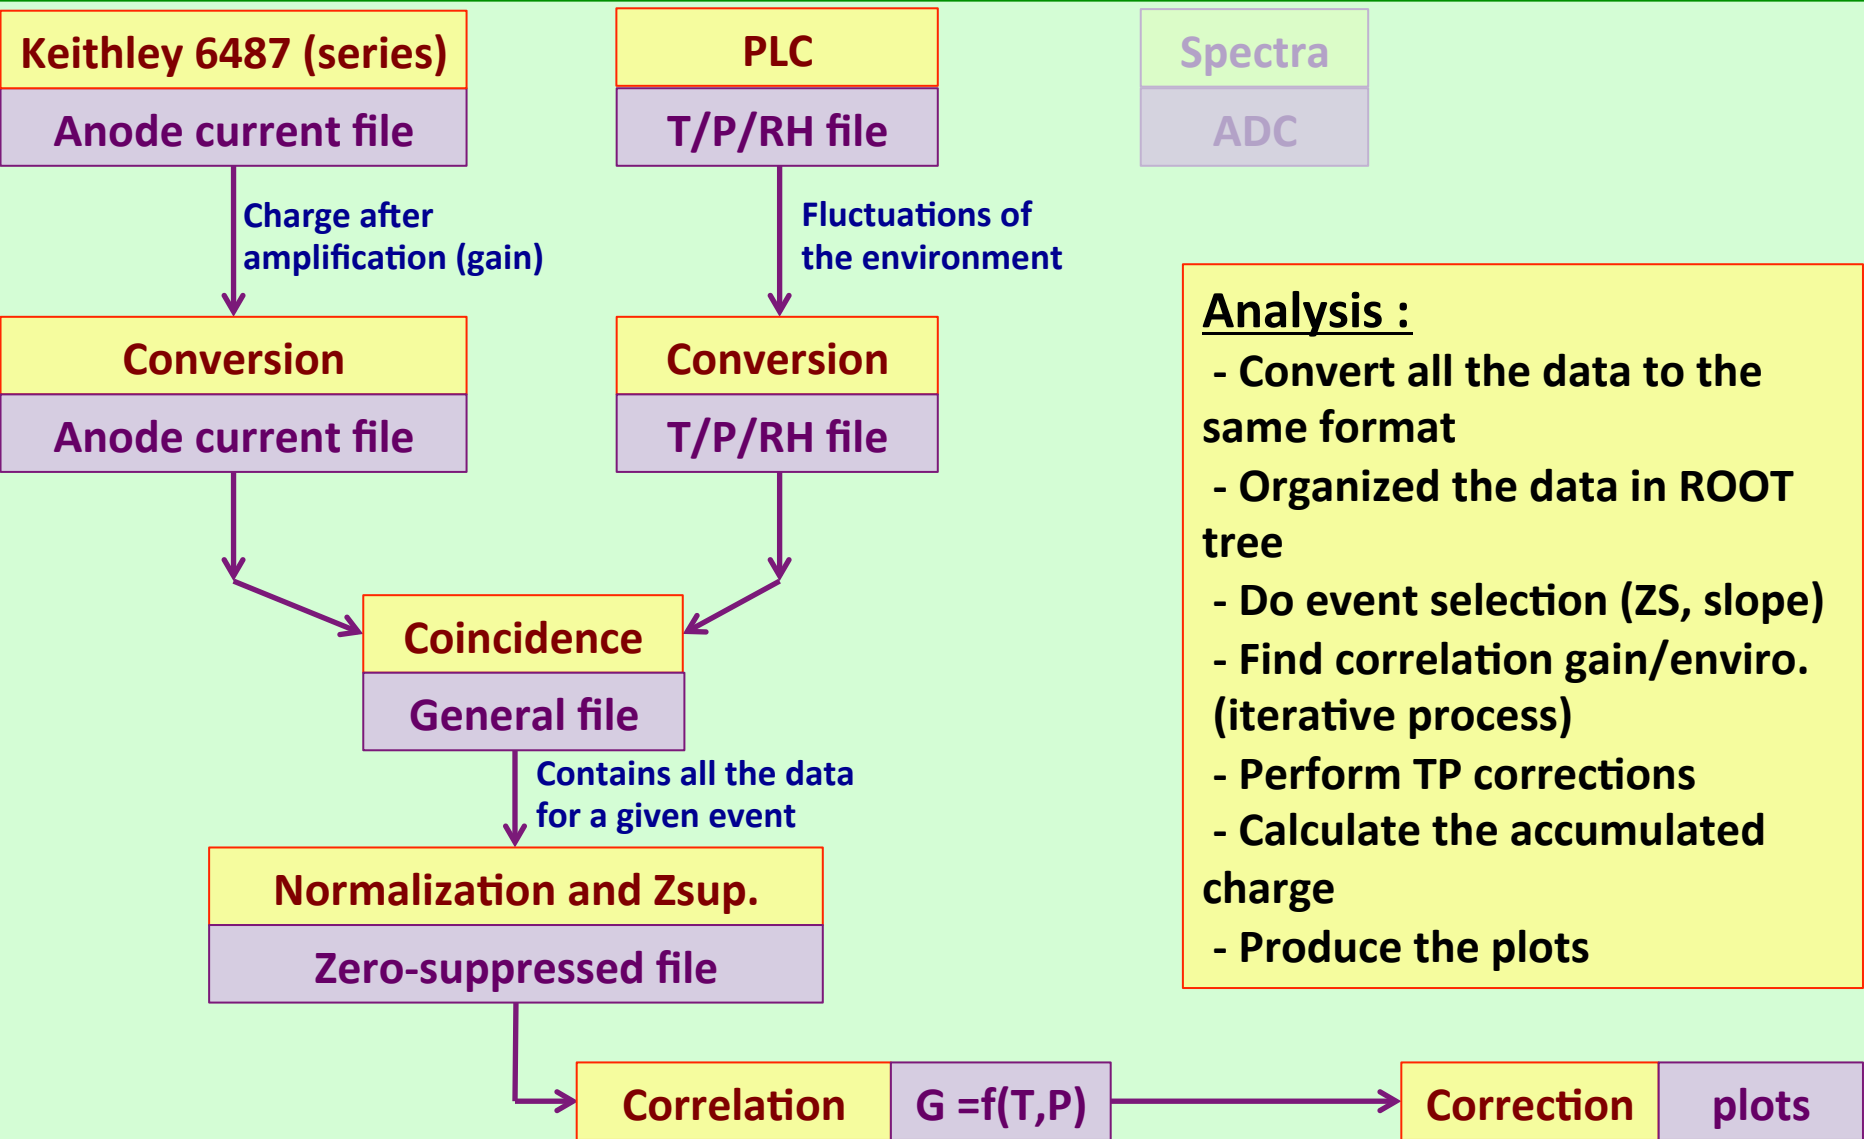 Keithley 6487 (series)
Anode current file
PLC
T/P/RH file
Spectra
ADC
Charge after
amplification (gain)
Fluctuations of
the environment
Conversion
Anode current file
Conversion
T/P/RH file
Coincidence
General file
Contains all the data
for a given event
Normalization and Zsup.
Zero-suppressed file
Correlation
G =f(T,P)
Correction
plots
Analysis :
- Convert all the data to the
same format
- Organized the data in ROOT
tree
- Do event selection (ZS, slope)
- Find correlation gain/enviro.
(iterative process)
- Perform TP corrections
- Calculate the accumulated
charge
- Produce the plots